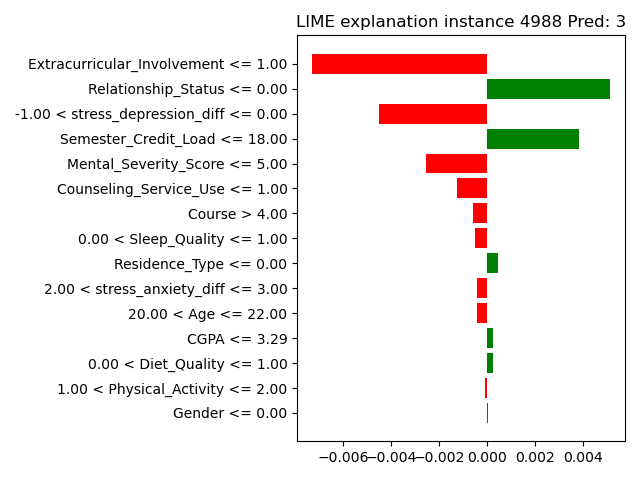 LIME explanation instance 4988 Pred: 3
Extracurricular_Involvement <= 1.00
Relationship_Status <= 0.00
-1.00 < stress_depression_diff <= 0.00
Semester_Credit_Load <= 18.00
Mental_Severity_Score <= 5.00
Counseling_Service_Use <= 1.00
Course > 4.00
0.00 < Sleep_Quality <= 1.00
Residence_Type <= 0.00
2.00 < stress_anxiety_diff <= 3.00
20.00 < Age <= 22.00
CGPA <= 3.29
0.00 < Diet_Quality <= 1.00
1.00 < Physical_Activity <= 2.00
Gender <= 0.00
−0.006 −0.004 −0.002 0.000 0.002 0.004